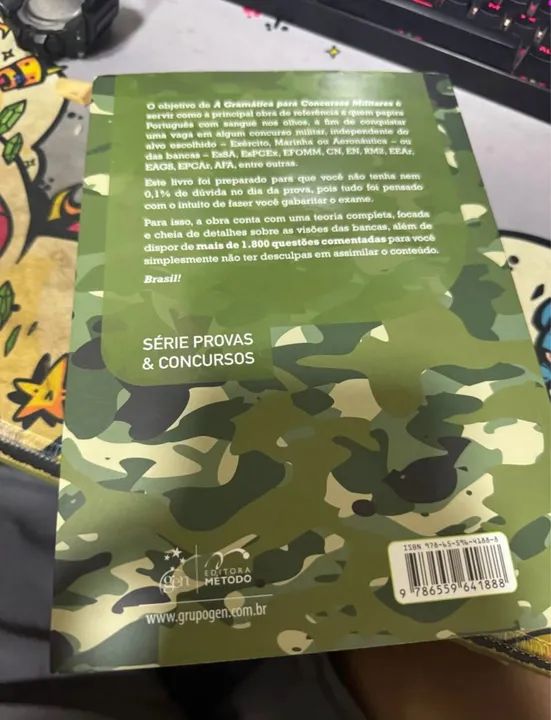 O objetivo de A Gramática para Concursos Militares é
servir como a principal obra de referência a quem papira
Português com sangue nos olhos, a fim de conquistar
uma vaga em algum concurso militar, independente do
alvo escolhido – Exército, Marinha ou Aeronáutica – ou
das bancas – EsSA, EsPCEx, EFOMM, CN, EN, RM2, EEAr,
EAGS, EPCAr, AFA, entre outras.
Este livro foi preparado para que você não tenha nem
0,1% de dúvida no dia da prova, pois tudo foi pensado
com o intuito de fazer você gabaritar o exame.
Para isso, a obra conta com uma teoria completa, focada
e cheia de detalhes sobre as visões das bancas, além de
dispor de mais de 1.800 questões comentadas para você
simplesmente não ter desculpas em assimilar o conteúdo.
Brasil!
SÉRIE PROVAS
& CONCURSOS
gen
EDITORA
MÉTODO
www.grupogen.com.br
ISBN 978-65-596-4188-8
9 786559 641888